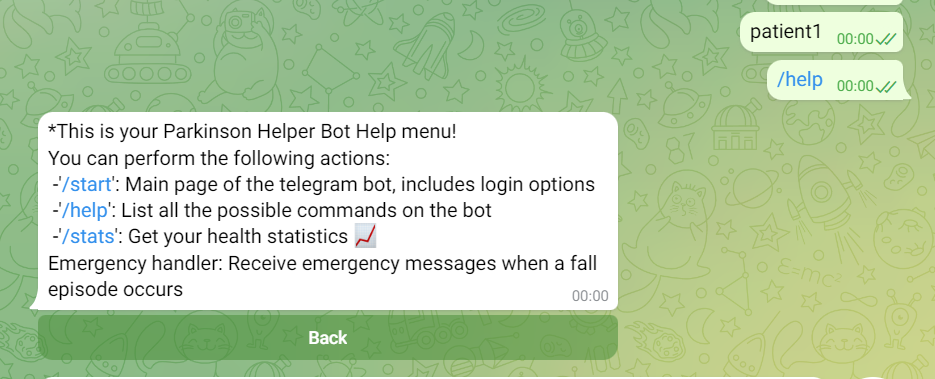 patient1 00:00
/help 00:00
*This is your Parkinson Helper Bot Help menu!
You can perform the following actions:
-'/start': Main page of the telegram bot, includes login options
-'/help': List all the possible commands on the bot
-'/stats': Get your health statistics 📈
Emergency handler: Receive emergency messages when a fall
episode occurs
00:00
Back
E=mc²